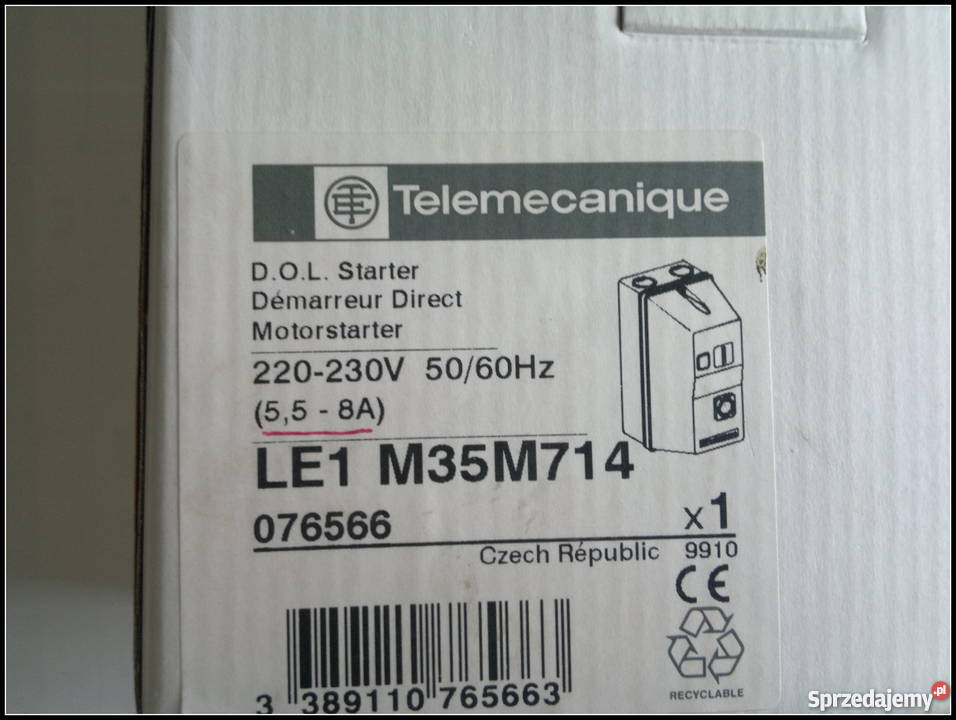 Telemecanique
D.O.L. Starter
Démarreur Direct
Motorstarter
220-230V 50/60Hz
(5,5 - 8A)
LE1 M35M714
076566
x1
Czech Républic 9910
CE
3 389110 765663
RECYCLABLE
Sprzedajemy.pl